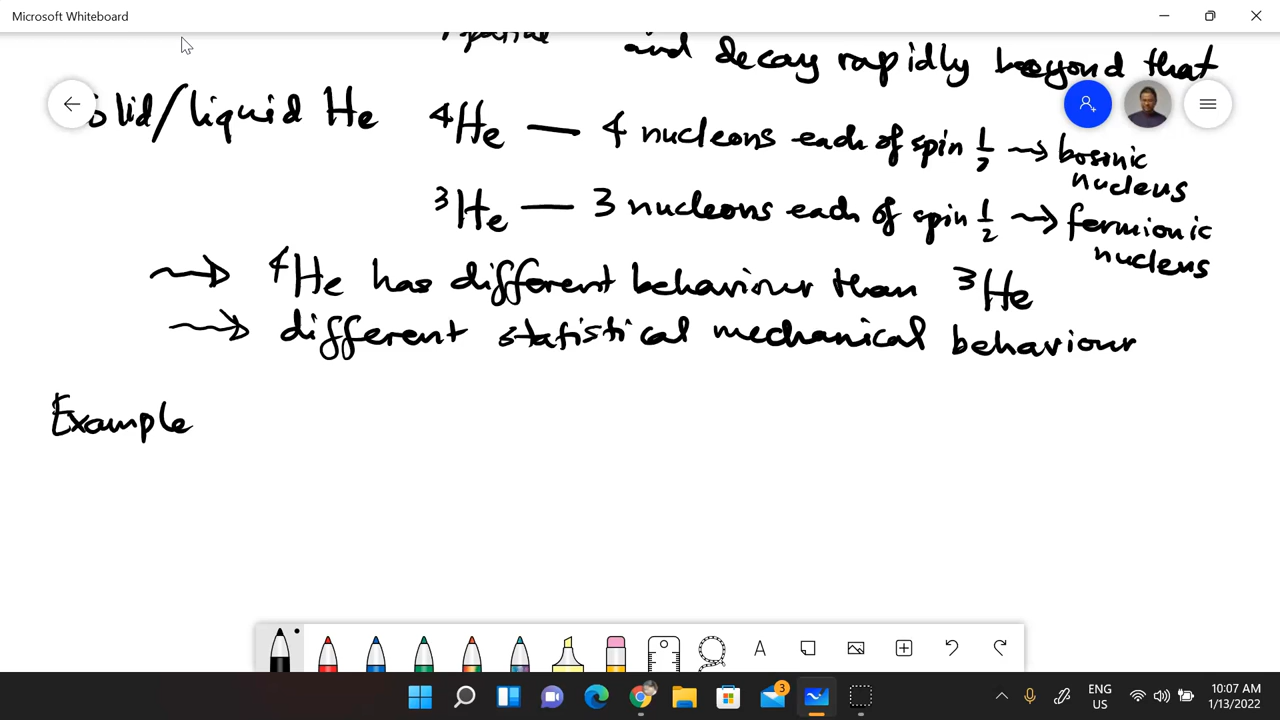 Microsoft Whiteboard
and decay rapidly beyond that
solid/liquid He ⁴He — 4 nucleons each of spin 1/2 ⇝ bosonic
nucleus
³He — 3 nucleons each of spin 1/2 ⇝ fermionic
nucleus
⇝ ⁴He has different behaviour than ³He
⇝ different statistical mechanical behaviour
Example
A
3
ENG
US
10:07 AM
1/13/2022